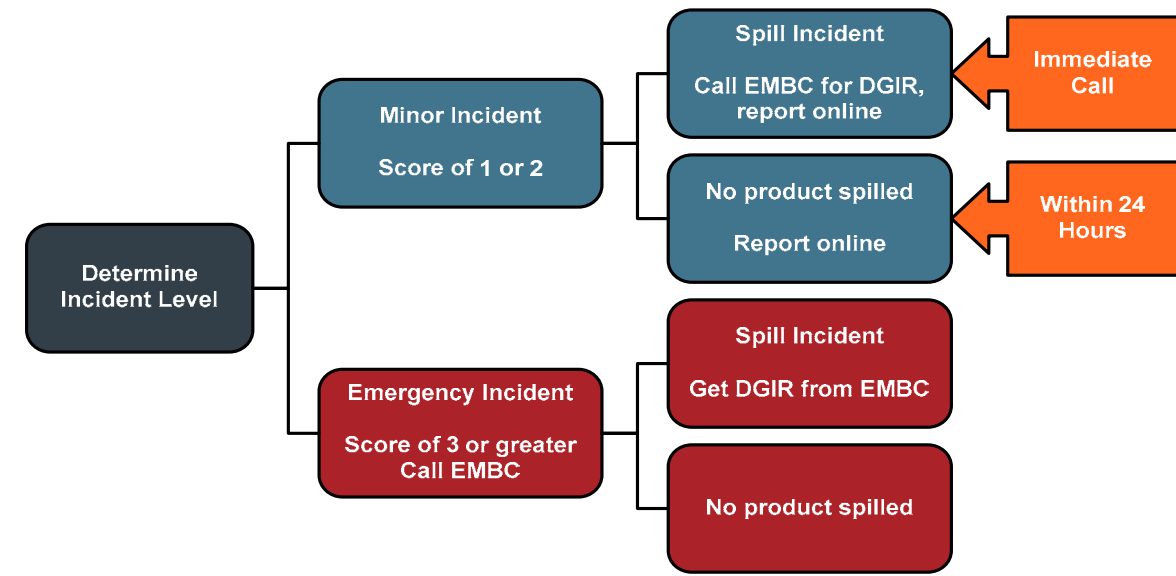 Determine
Incident Level
Minor Incident
Score of 1 or 2
Spill Incident
Call EMBC for DGIR,
report online
Immediate
Call
No product spilled
Report online
Within 24
Hours
Emergency Incident
Score of 3 or greater
Call EMBC
Spill Incident
Get DGIR from EMBC
No product spilled